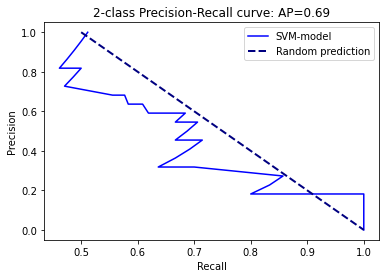 2-class Precision-Recall curve: AP=0.69
SVM-model
Random prediction
1.0
0.8
0.6
0.4
0.2
0.0
Precision
0.5
0.6
0.7
0.8
0.9
1.0
Recall